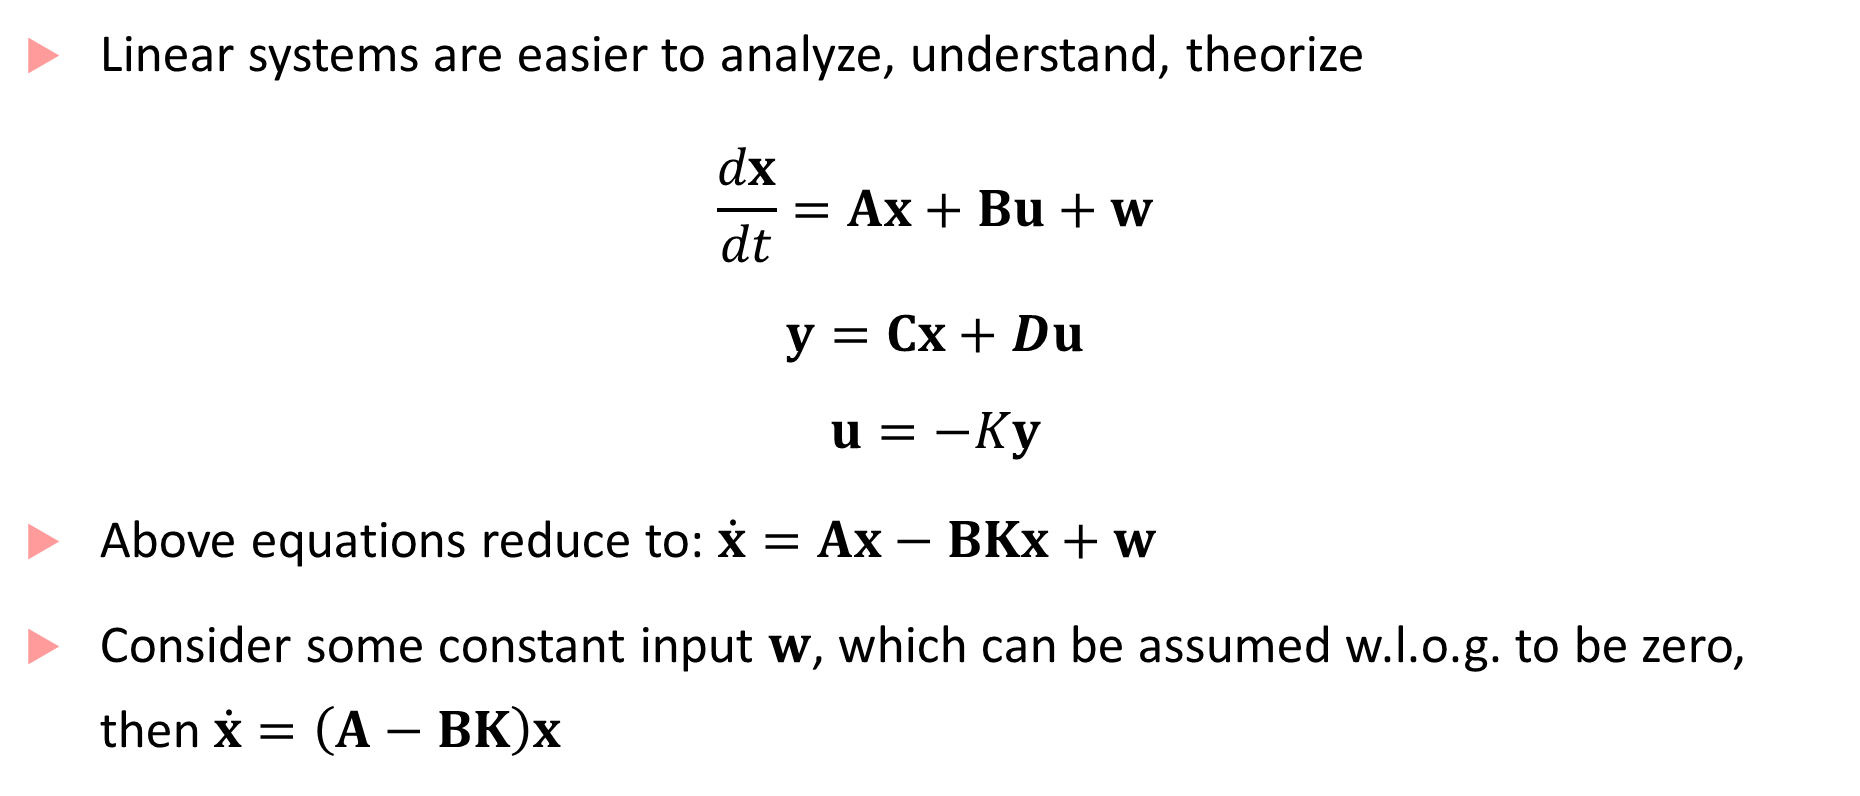 ▶ Linear systems are easier to analyze, understand, theorize
d𝐱/dt = 𝐀𝐱 + 𝐁𝐮 + 𝐰
𝐲 = 𝐂𝐱 + 𝑫𝐮
𝐮 = −𝐾𝐲
▶ Above equations reduce to: 𝐱̇ = 𝐀𝐱 − 𝐁𝐊𝐱 + 𝐰
▶ Consider some constant input 𝐰, which can be assumed w.l.o.g. to be zero,
then 𝐱̇ = (𝐀 − 𝐁𝐊)𝐱